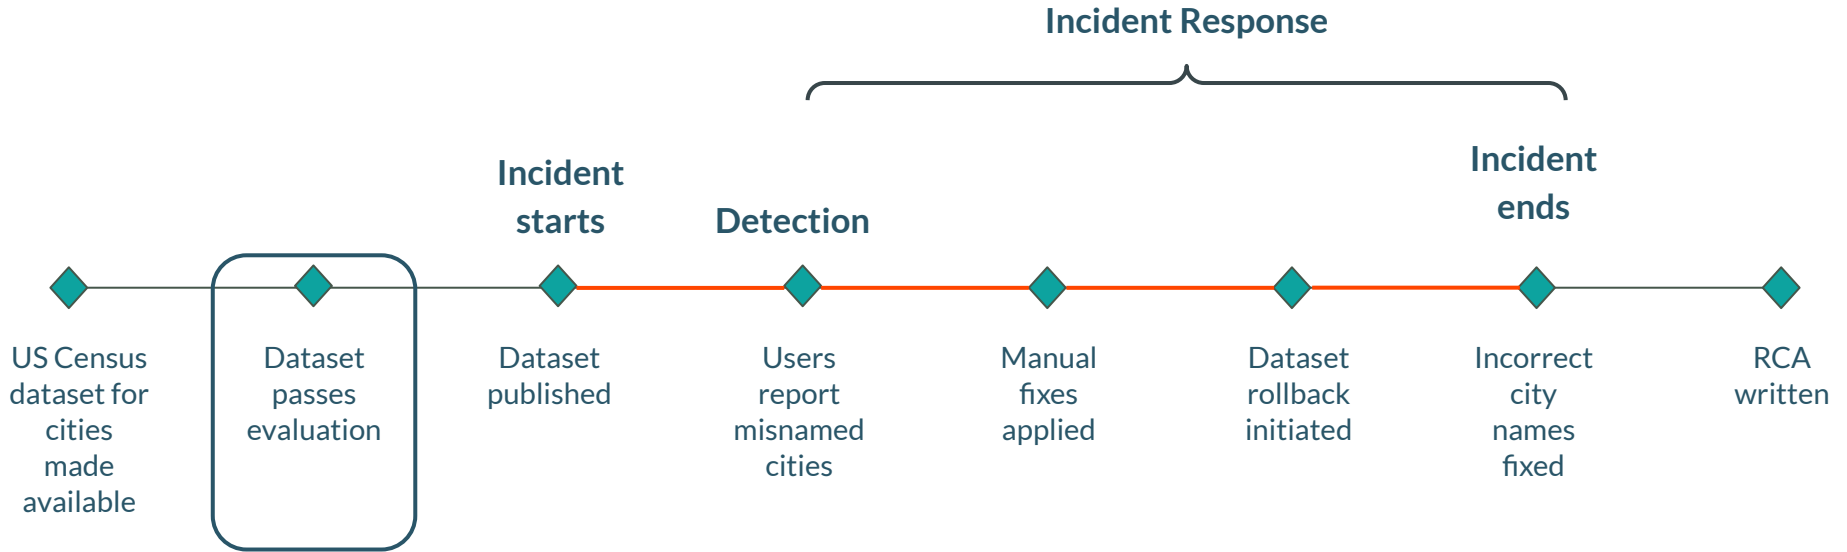 Incident Response
Incident
starts
Detection
Incident
ends
US Census
dataset for
cities
made
available
Dataset
passes
evaluation
Dataset
published
Users
report
misnamed
cities
Manual
fixes
applied
Dataset
rollback
initiated
Incorrect
city
names
fixed
RCA
written